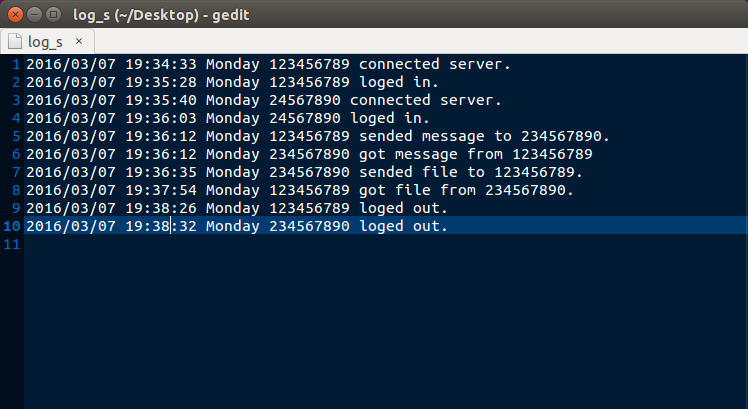 log_s (~/Desktop) - gedit
log_s ×
1 2016/03/07 19:34:33 Monday 123456789 connected server.
2 2016/03/07 19:35:28 Monday 123456789 loged in.
3 2016/03/07 19:35:40 Monday 24567890 connected server.
4 2016/03/07 19:36:03 Monday 24567890 loged in.
5 2016/03/07 19:36:12 Monday 123456789 sended message to 234567890.
6 2016/03/07 19:36:12 Monday 234567890 got message from 123456789
7 2016/03/07 19:36:35 Monday 234567890 sended file to 123456789.
8 2016/03/07 19:37:54 Monday 123456789 got file from 234567890.
9 2016/03/07 19:38:26 Monday 123456789 loged out.
10 2016/03/07 19:38:32 Monday 234567890 loged out.
11